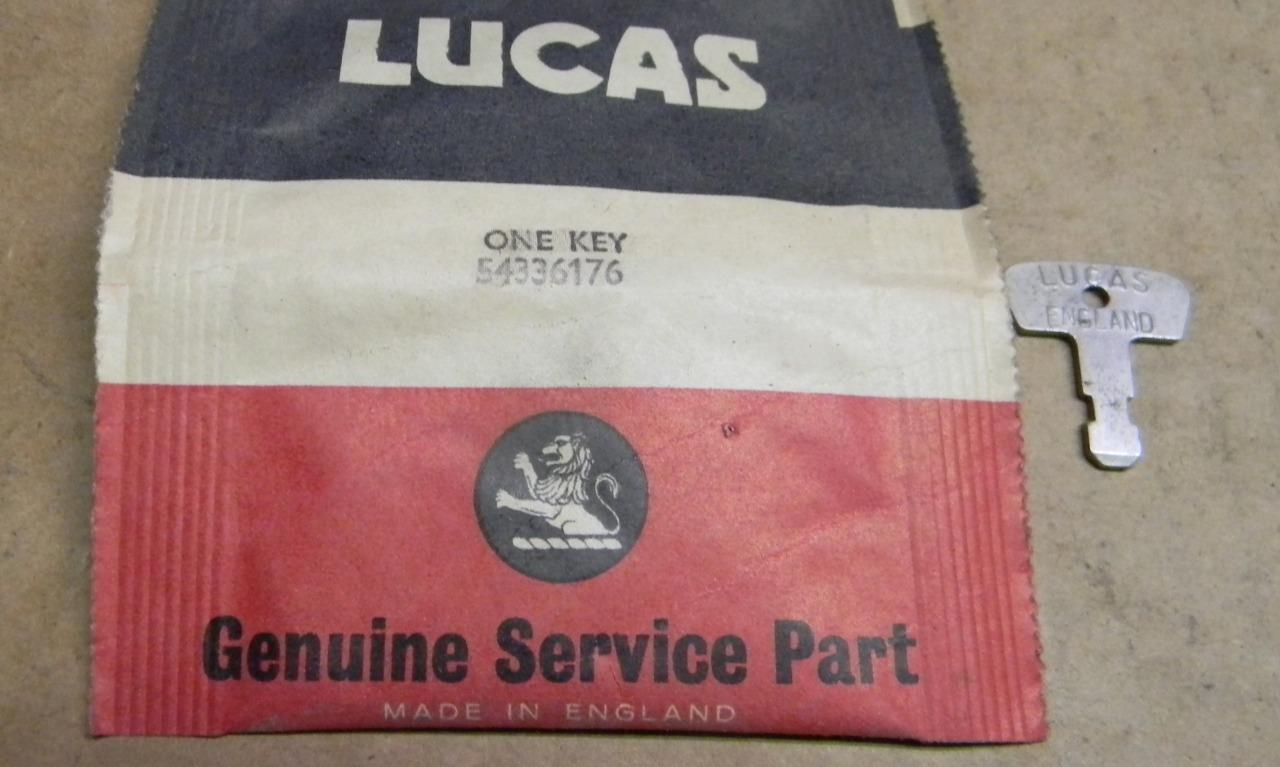 LUCAS
ONE KEY
54336176
LUCAS
ENGLAND
Genuine Service Part
MADE IN ENGLAND